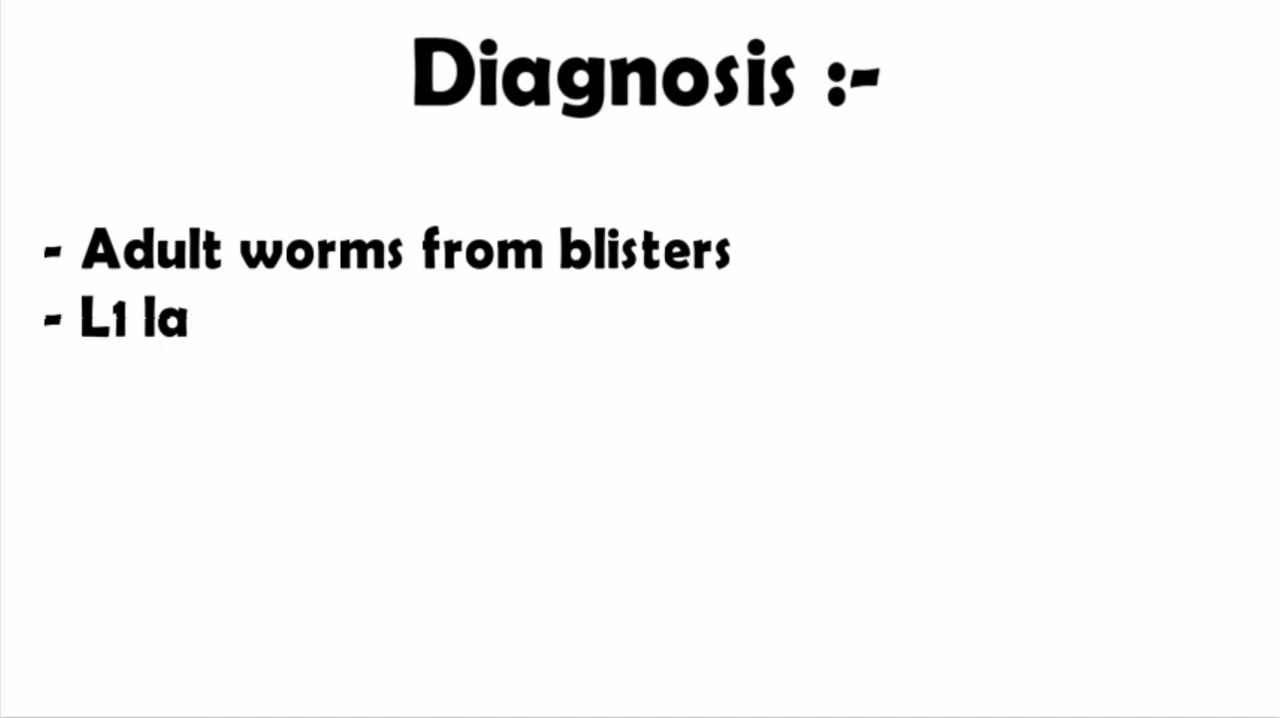 Diagnosis :-
- Adult worms from blisters
- L1 la